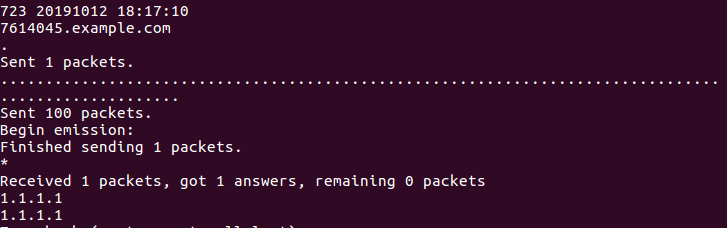 723 20191012 18:17:10
7614045.example.com
.
Sent 1 packets.
................................................................................
....................
Sent 100 packets.
Begin emission:
Finished sending 1 packets.
*
Received 1 packets, got 1 answers, remaining 0 packets
1.1.1.1
1.1.1.1